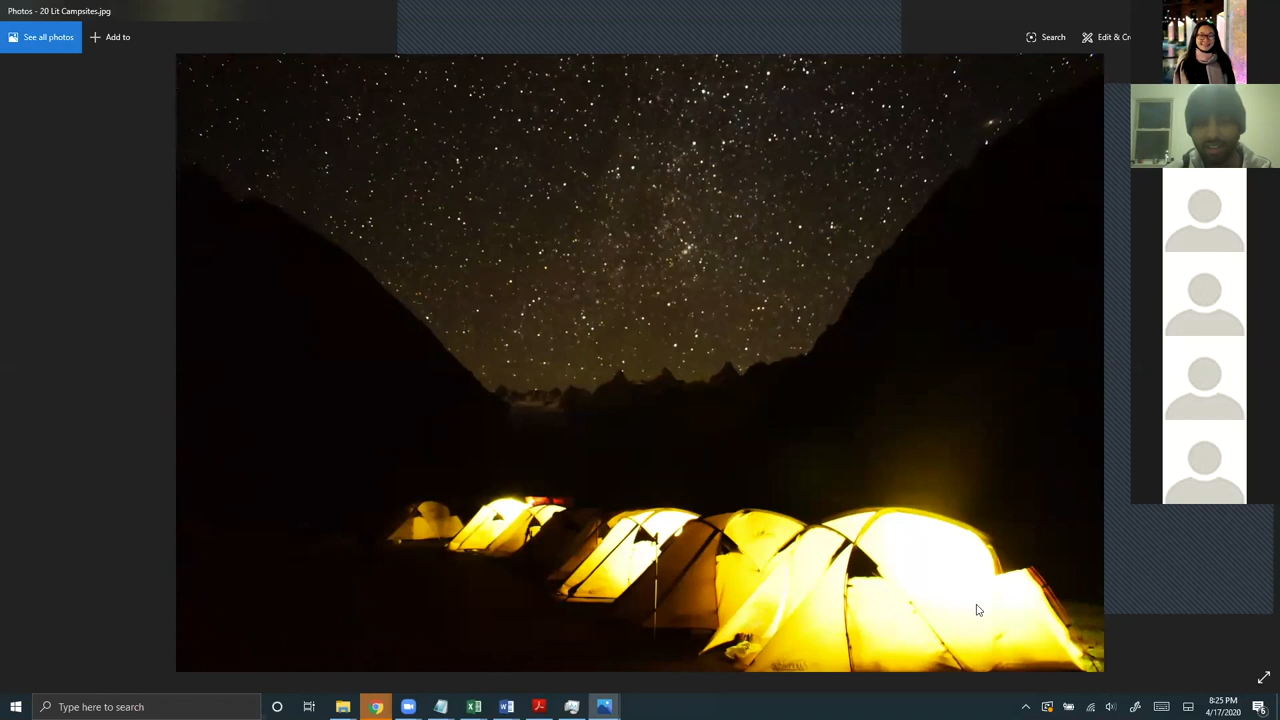 Photos - 20 Lit Campsites.jpg
See all photos
Add to
Search
Edit & Cr
Type here to search
8:25 PM
4/17/2020